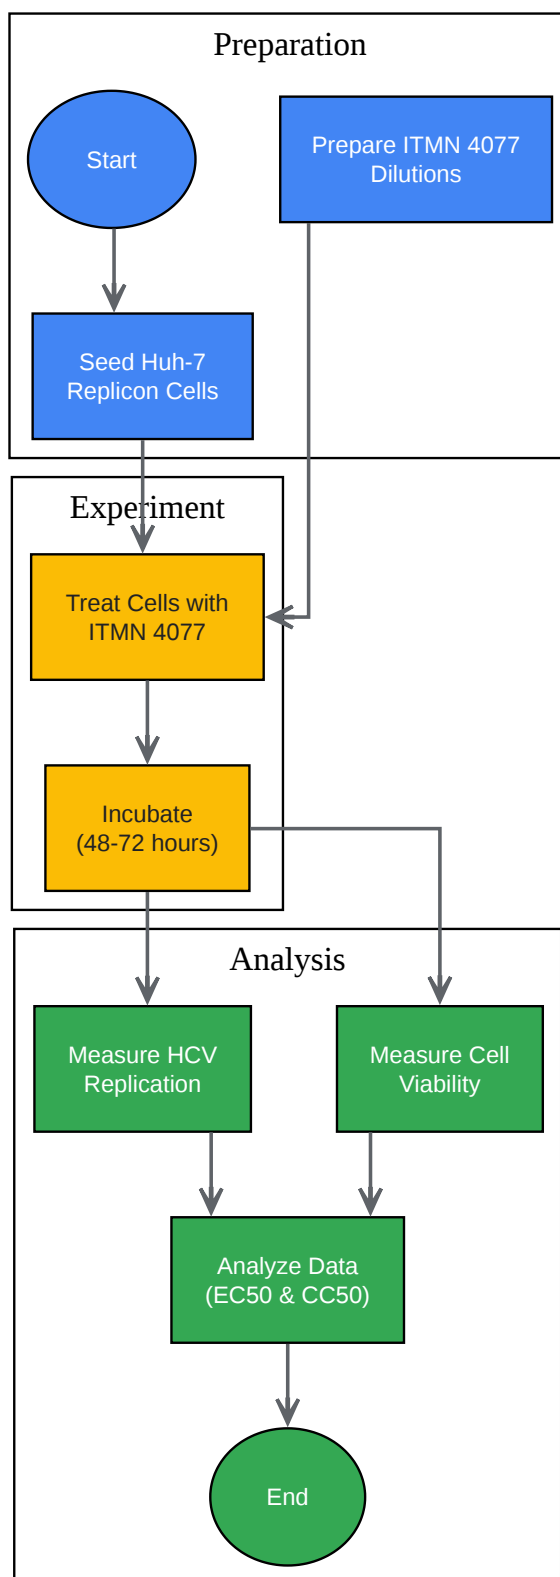 Preparation
Start
Prepare ITMN 4077
Dilutions
Seed Huh-7
Replicon Cells
Experiment
Treat Cells with
ITMN 4077
Incubate
(48-72 hours)
Analysis
Measure HCV
Replication
Measure Cell
Viability
Analyze Data
(EC50 & CC50)
End